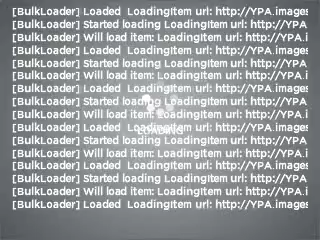 [BulkLoader] Loaded LoadingItem url: http://YPA.images
[BulkLoader] Started loading LoadingItem url: http://YPA
[BulkLoader] Will load item: LoadingItem url: http://YPA.i
[BulkLoader] Loaded LoadingItem url: http://YPA.images
[BulkLoader] Started loading LoadingItem url: http://YPA
[BulkLoader] Will load item: LoadingItem url: http://YPA.i
[BulkLoader] Loaded LoadingItem url: http://YPA.images
[BulkLoader] Started loading LoadingItem url: http://YPA
[BulkLoader] Will load item: LoadingItem url: http://YPA.i
[BulkLoader] Loaded LoadingItem url: http://YPA.images
LOADING
[BulkLoader] Started loading LoadingItem url: http://YPA
[BulkLoader] Will load item: LoadingItem url: http://YPA.i
[BulkLoader] Loaded LoadingItem url: http://YPA.images
[BulkLoader] Started loading LoadingItem url: http://YPA
[BulkLoader] Will load item: LoadingItem url: http://YPA.i
[BulkLoader] Loaded LoadingItem url: http://YPA.images